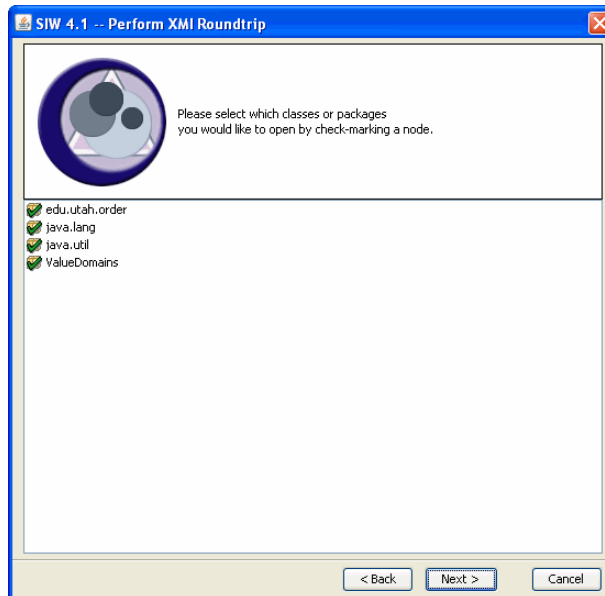 SIW 4.1 -- Perform XMI Roundtrip
Please select which classes or packages
you would like to open by check-marking a node.
edu.utah.order
java.lang
java.util
ValueDomains
< Back
Next >
Cancel